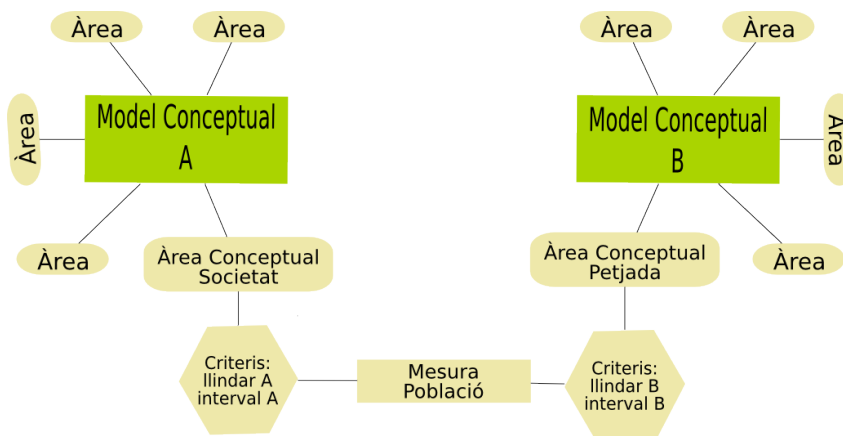 Àrea
Àrea
Àrea
Àrea
Model Conceptual
A
Model Conceptual
B
Àrea
Àrea
Àrea
Àrea
Àrea Conceptual
Societat
Àrea Conceptual
Petjada
Criteris:
llindar A
interval A
Mesura
Població
Criteris:
llindar B
interval B